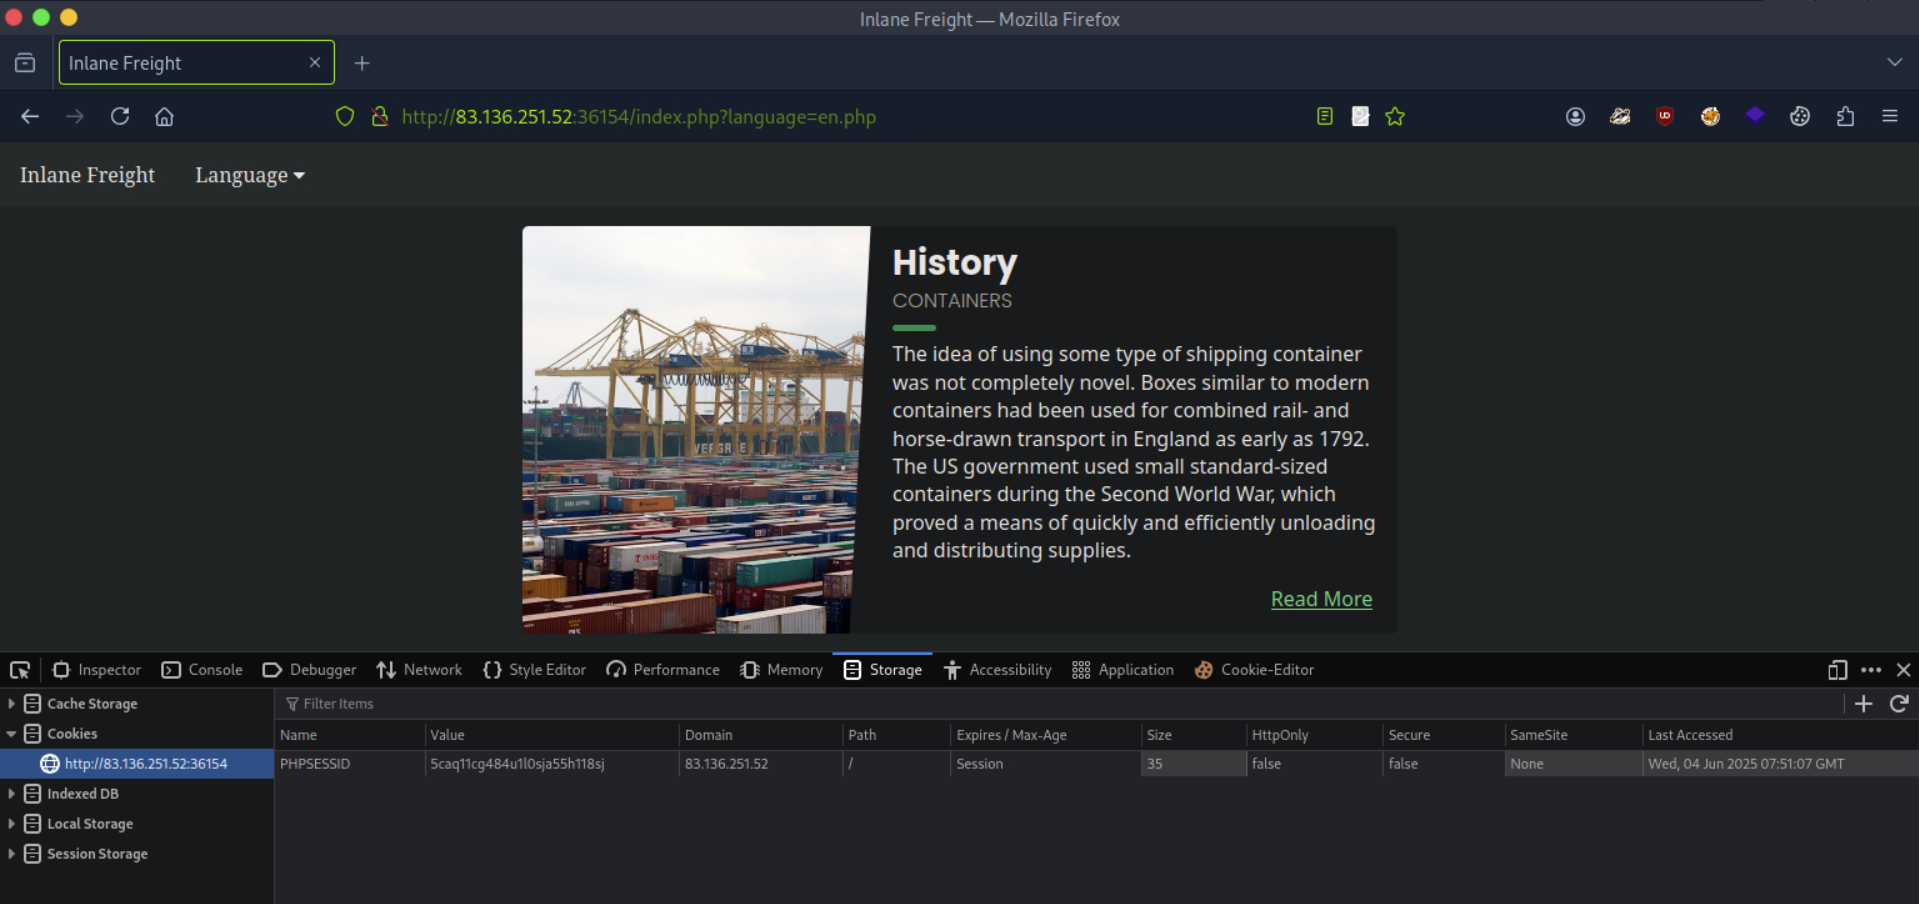 Inlane Freight — Mozilla Firefox
Inlane Freight
http://83.136.251.52:36154/index.php?language=en.php
Inlane Freight Language
History
CONTAINERS
The idea of using some type of shipping container
was not completely novel. Boxes similar to modern
containers had been used for combined rail- and
horse-drawn transport in England as early as 1792.
The US government used small standard-sized
containers during the Second World War, which
proved a means of quickly and efficiently unloading
and distributing supplies.
Read More
Inspector Console Debugger Network Style Editor Performance Memory Storage Accessibility Application Cookie-Editor
Cache Storage
Cookies
http://83.136.251.52:36154
Indexed DB
Local Storage
Session Storage
Filter Items
Name Value Domain Path Expires / Max-Age Size HttpOnly Secure SameSite Last Accessed
PHPSESSID 5caq11cg484u1l0sja55h118sj 83.136.251.52 / Session 35 false false None Wed, 04 Jun 2025 07:51:07 GMT